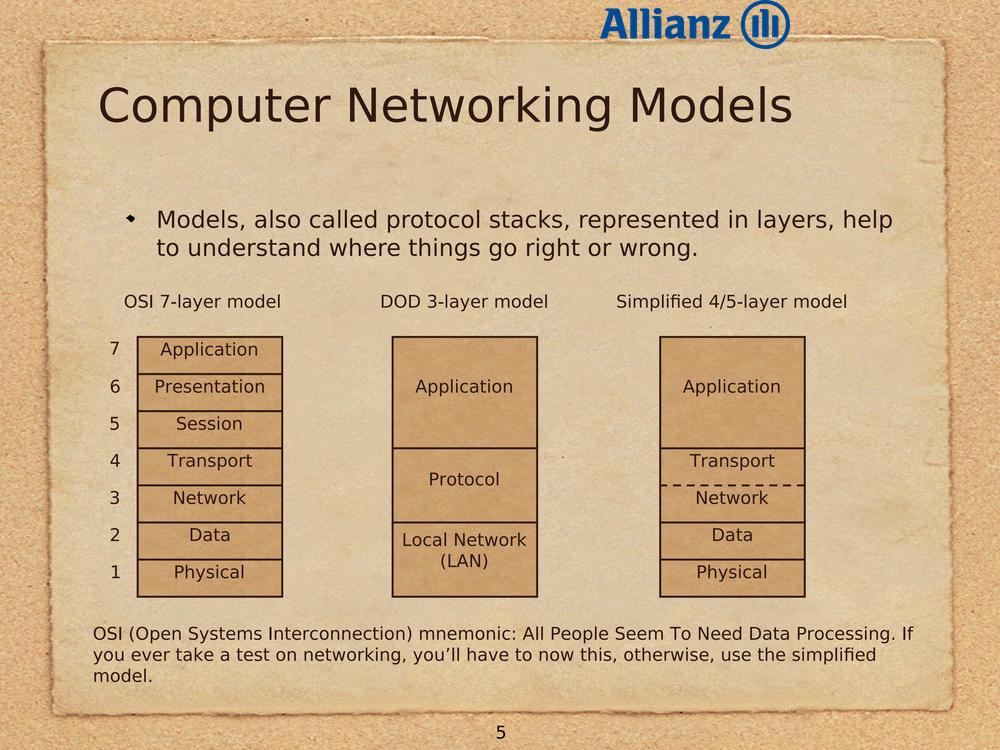 Allianz
Computer Networking Models
Models, also called protocol stacks, represented in layers, help
to understand where things go right or wrong.
OSI 7-layer model
DOD 3-layer model
Simplified 4/5-layer model
7 Application
6 Presentation
5 Session
4 Transport
3 Network
2 Data
1 Physical
Application
Protocol
Local Network
(LAN)
Application
Transport
Network
Data
Physical
OSI (Open Systems Interconnection) mnemonic: All People Seem To Need Data Processing. If
you ever take a test on networking, you’ll have to now this, otherwise, use the simplified
model.
5